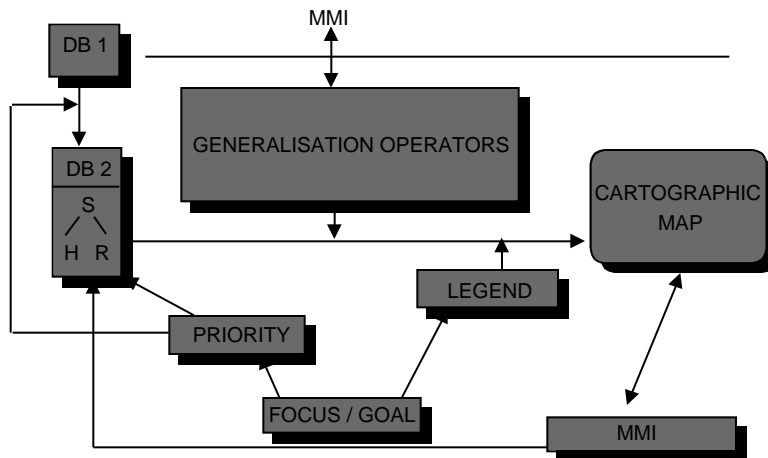 MMI
DB 1
GENERALISATION OPERATORS
DB 2
S
H R
CARTOGRAPHIC
MAP
LEGEND
PRIORITY
FOCUS / GOAL
MMI